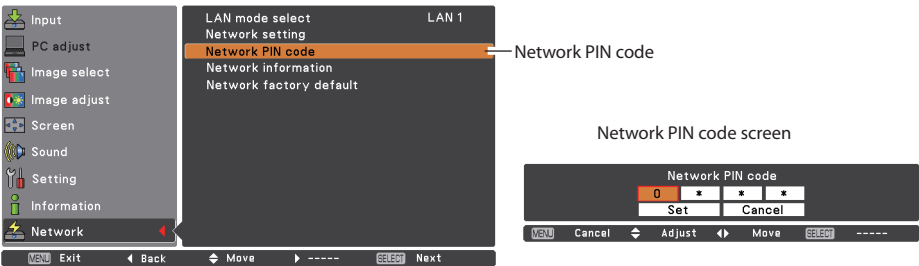 Input
PC adjust
Image select
Image adjust
Screen
Sound
Setting
Information
Network
LAN mode select LAN 1
Network setting
Network PIN code
Network information
Network factory default
MENU Exit Back Move ----- SELECT Next
Network PIN code
Network PIN code screen
Network PIN code
0 * * *
Set Cancel
MENU Cancel Adjust Move SELECT -----